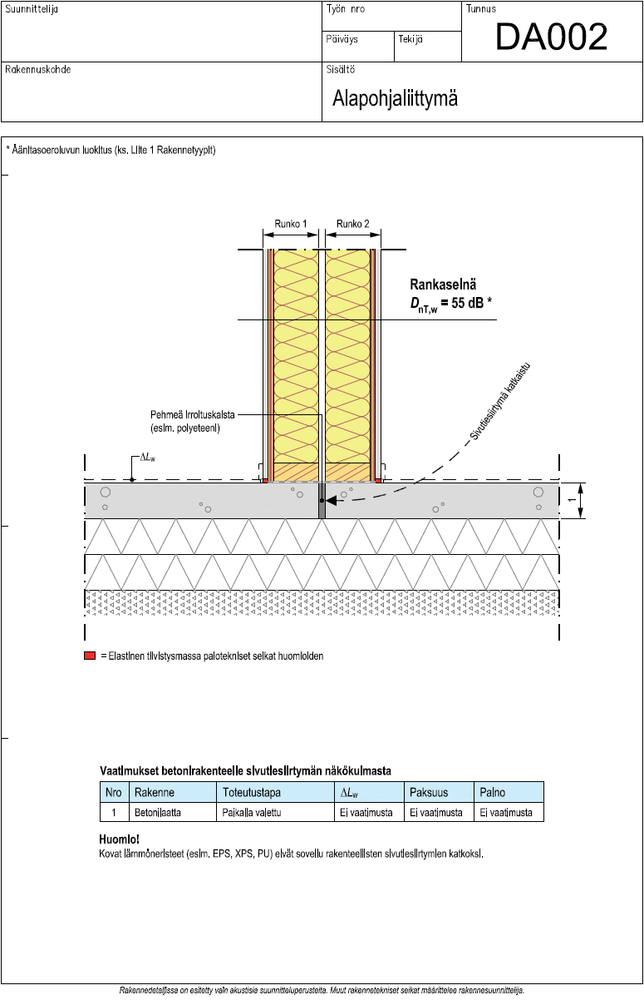 Suunnittelija
Työn nro
Tunnus
DA002
Päiväys
Tekijä
Rakennuskohde
Sisältö
Alapohjaliittymä
* Äänitasoeroluvun luokitus (ks. Liite 1 Rakennetyypit)
Runko 1
Runko 2
Rankaseinä
DnT,w = 55 dB *
Sivutiesiirtymä katkaistu
Pehmeä irroituskaista
(esim. polyeteeni)
ΔLw
1
= Elastinen tiivistysmassa palotekniset seikat huomioiden
Vaatimukset betonirakenteelle sivutiesiirtymän näkökulmasta
Nro Rakenne Toteutustapa ΔLw Paksuus Paino
1 Betonilaatta Paikalla valettu Ei vaatimusta Ei vaatimusta Ei vaatimusta
Huomio!
Kovat lämmöneristeet (esim. EPS, XPS, PU) eivät sovellu rakenteellisten sivutiesiirtymien katkoksi.
Rakennedetaljissa on esitetty vain akustisia suunnitteluperusteita. Muut rakennetekniset seikat määrittelee rakennesuunnittelija.